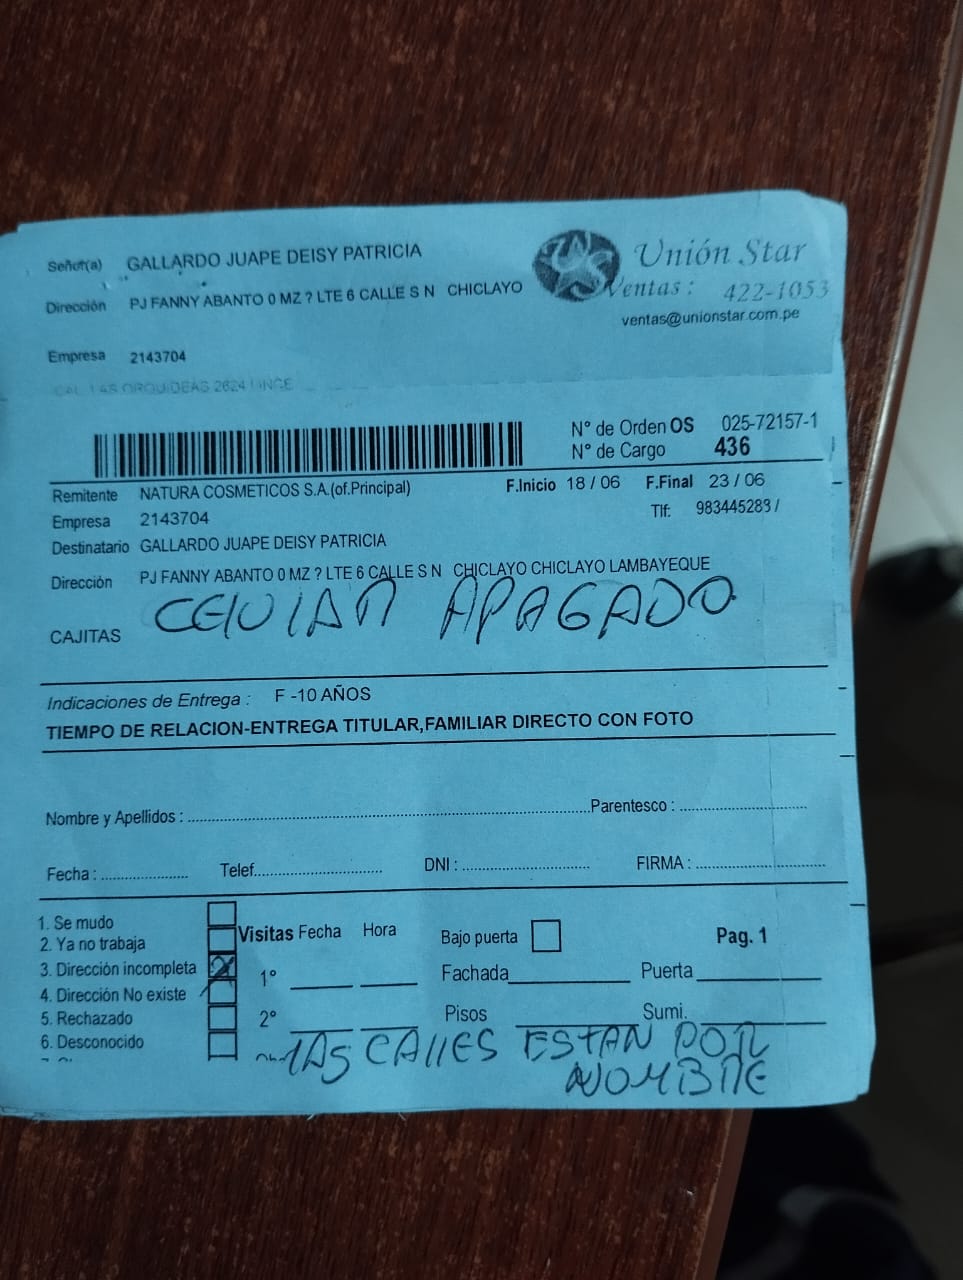 Señor(a) GALLARDO JUAPE DEISY PATRICIA
Unión Star
Dirección PJ FANNY ABANTO 0 MZ ? LTE 6 CALLE S N CHICLAYO
Ventas : 422-1053
ventas@unionstar.com.pe
Empresa 2143704
CAL LAS ORQUIDEAS 2624 LINCE
N° de Orden OS 025-72157-1
N° de Cargo 436
Remitente NATURA COSMETICOS S.A.(of.Principal) F.Inicio 18 / 06 F.Final 23 / 06
Empresa 2143704 Tlf: 983445283 /
Destinatario GALLARDO JUAPE DEISY PATRICIA
Dirección PJ FANNY ABANTO 0 MZ ? LTE 6 CALLE S N CHICLAYO CHICLAYO LAMBAYEQUE
CELULAR APAGADO
CAJITAS
Indicaciones de Entrega : F -10 AÑOS
TIEMPO DE RELACION-ENTREGA TITULAR,FAMILIAR DIRECTO CON FOTO
Nombre y Apellidos : Parentesco :
Fecha : Telef. DNI : FIRMA :
1. Se mudo
2. Ya no trabaja Visitas Fecha Hora Bajo puerta Pag. 1
3. Dirección incompleta 1° Fachada Puerta
4. Dirección No existe
5. Rechazado 2° Pisos Sumi.
6. Desconocido
LAS CALLES ESTAN POR
NOMBRE